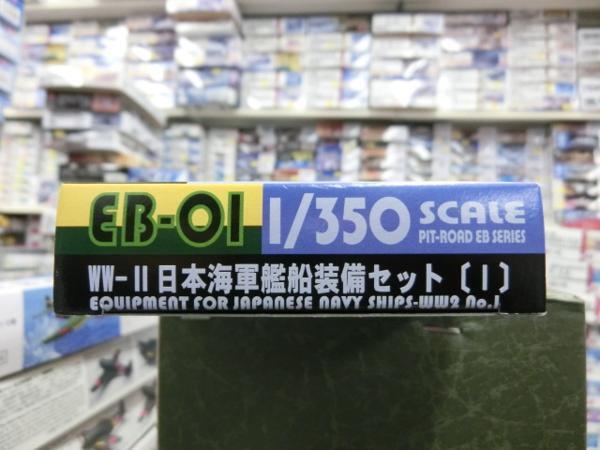 EB-01 1/350 SCALE
PIT-ROAD EB SERIES
WW-II 日本海軍艦船装備セット〔1〕
EQUIPMENT FOR JAPANESE NAVY SHIPS-WW2 No.1